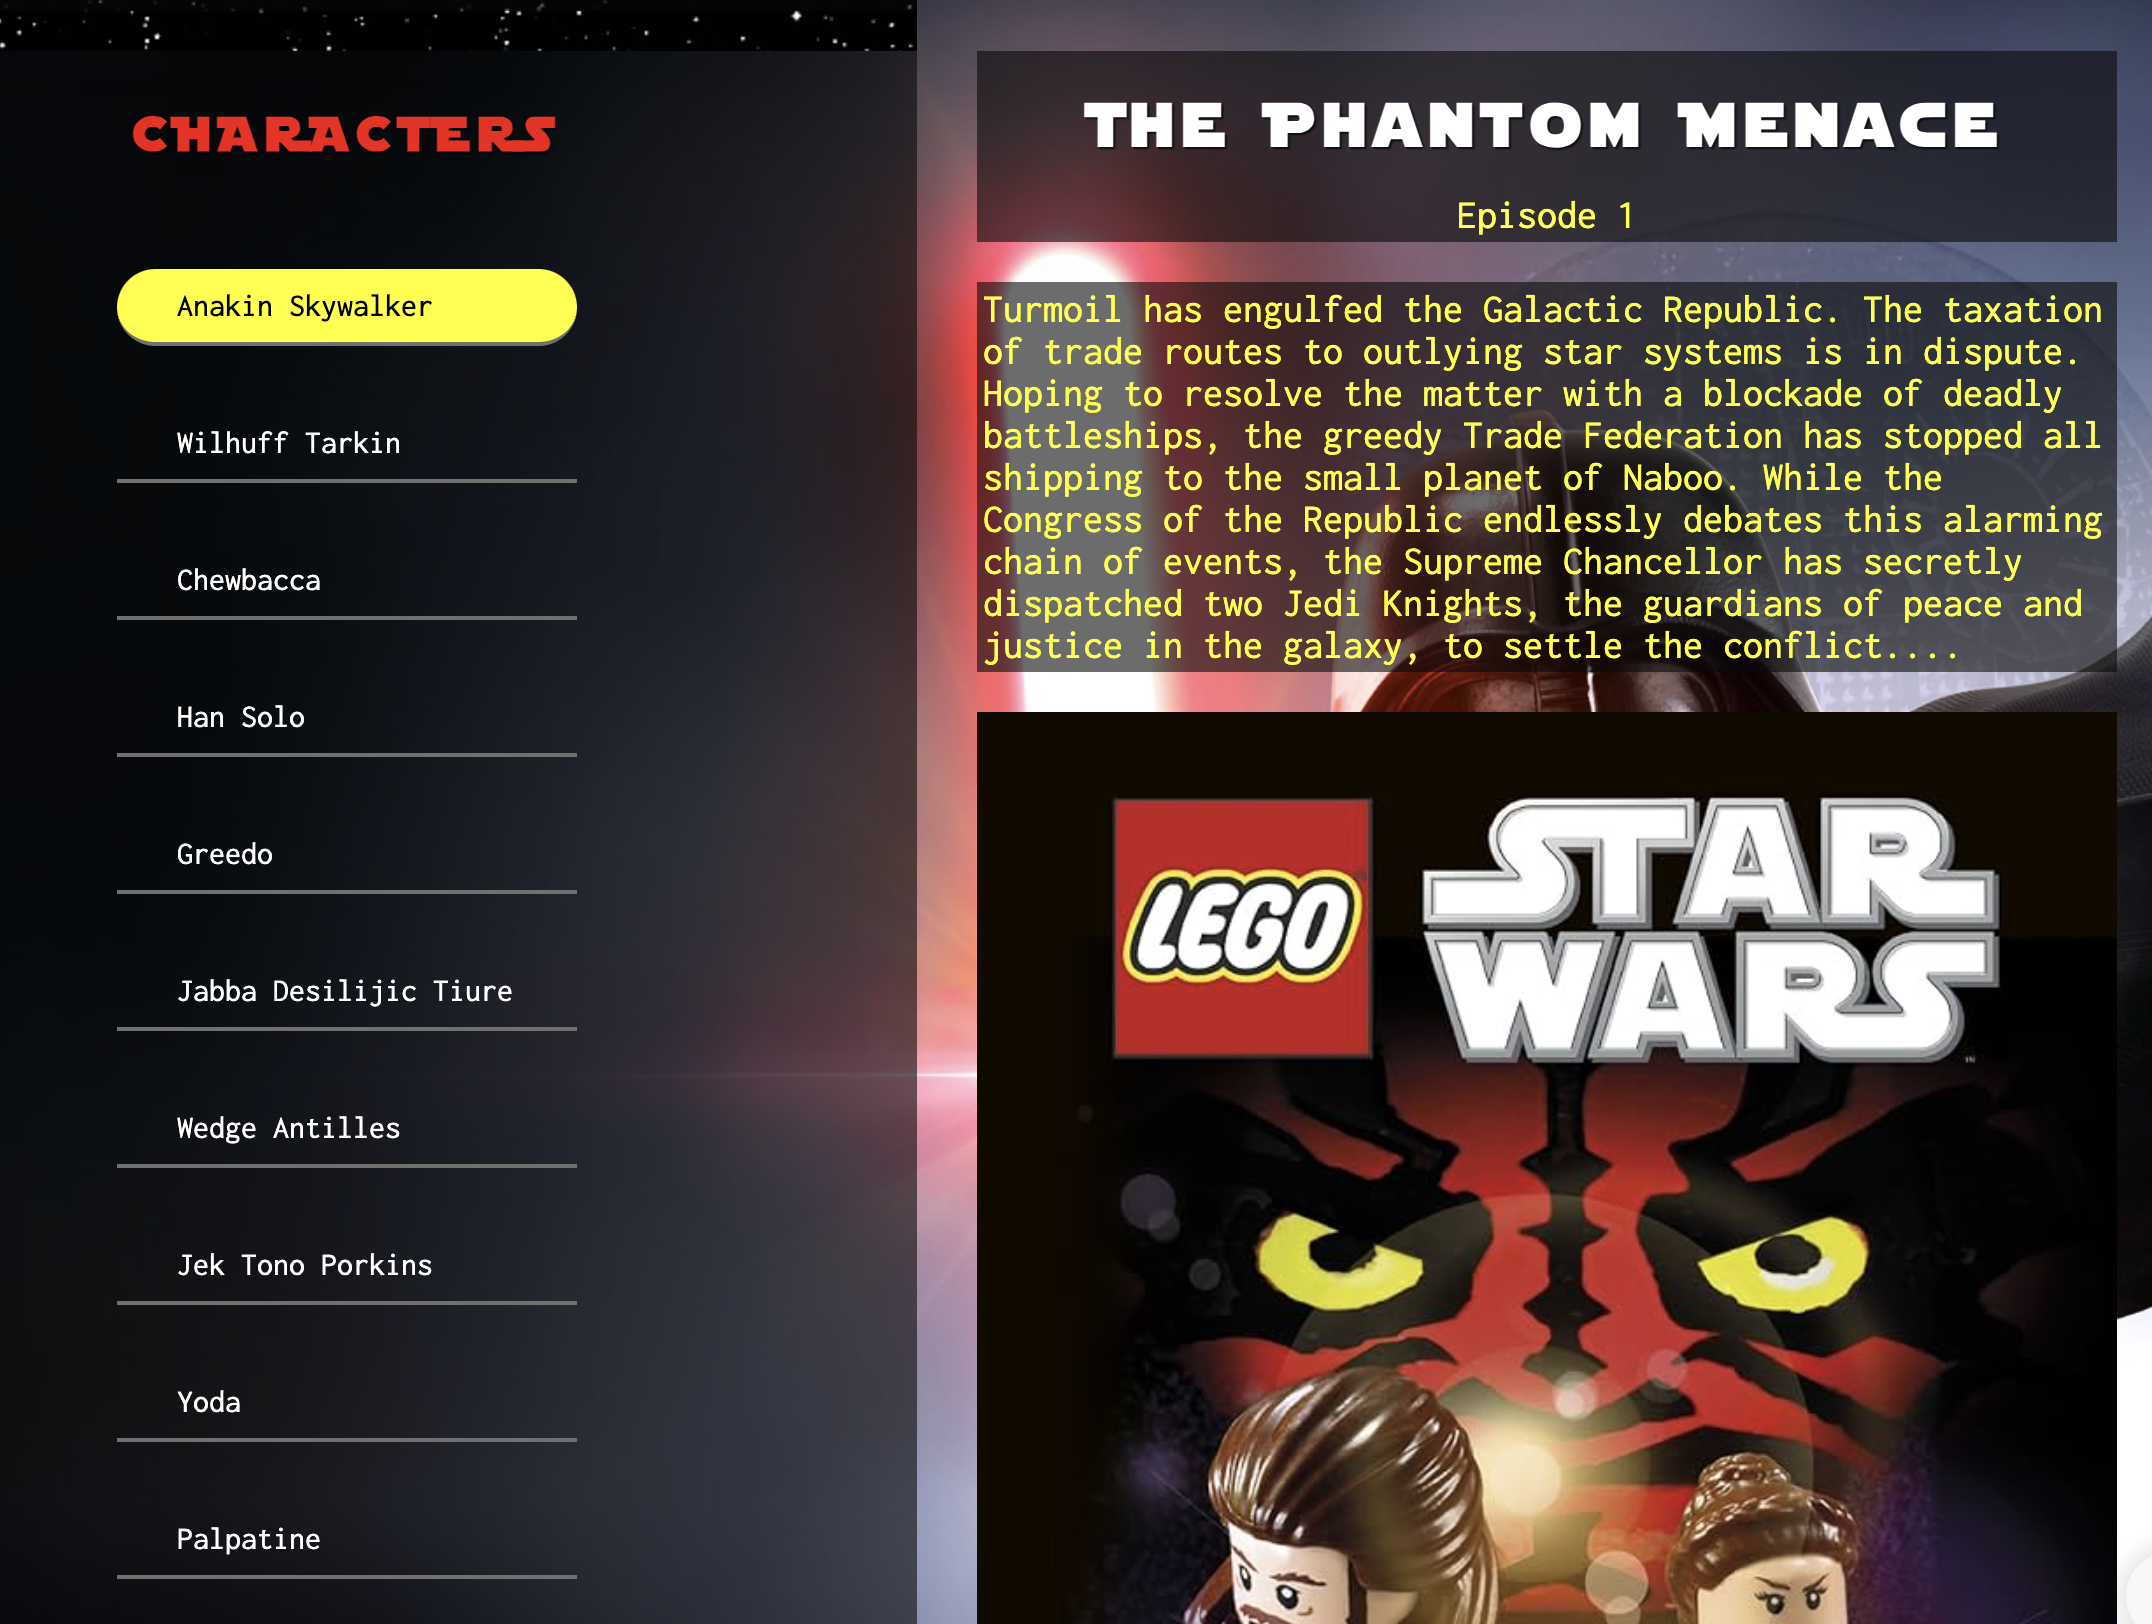 CHARACTERS
Anakin Skywalker
Wilhuff Tarkin
Chewbacca
Han Solo
Greedo
Jabba Desilijic Tiure
Wedge Antilles
Jek Tono Porkins
Yoda
Palpatine
THE PHANTOM MENACE
Episode 1
Turmoil has engulfed the Galactic Republic. The taxation
of trade routes to outlying star systems is in dispute.
Hoping to resolve the matter with a blockade of deadly
battleships, the greedy Trade Federation has stopped all
shipping to the small planet of Naboo. While the
Congress of the Republic endlessly debates this alarming
chain of events, the Supreme Chancellor has secretly
dispatched two Jedi Knights, the guardians of peace and
justice in the galaxy, to settle the conflict....
LEGO
STAR
WARS